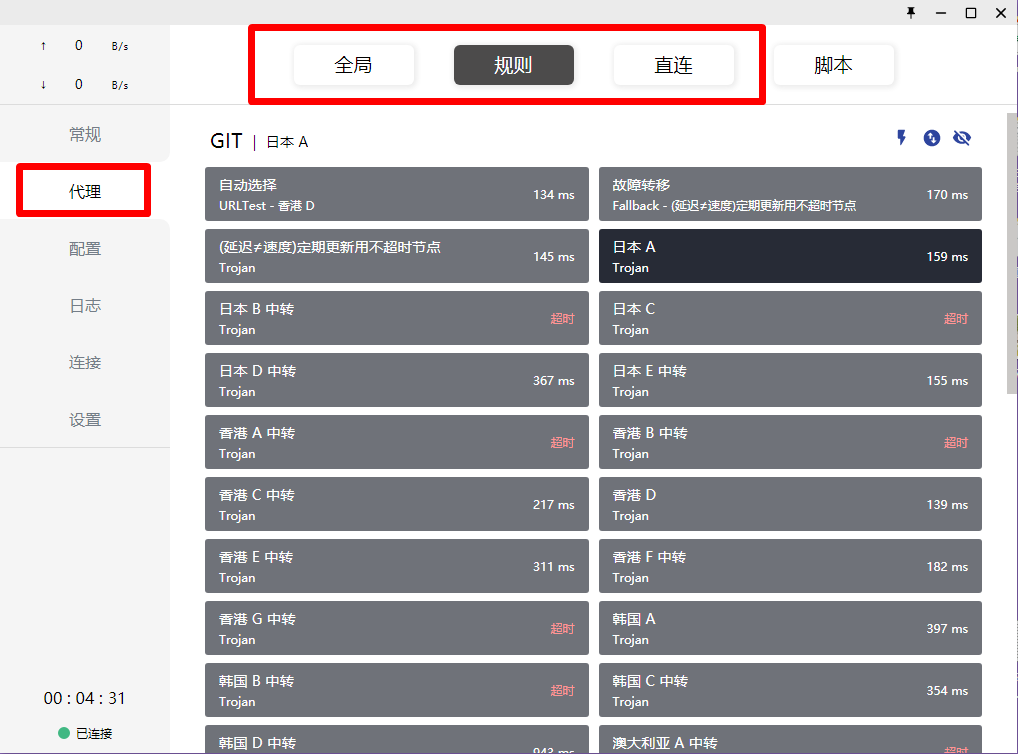 ↑ 0 B/s
↓ 0 B/s
常规
代理
配置
日志
连接
设置
00 : 04 : 31
已连接
全局 规则 直连 脚本
GIT | 日本 A
自动选择
URLTest - 香港 D
134 ms
故障转移
Fallback - (延迟≠速度)定期更新用不超时节点
170 ms
(延迟≠速度)定期更新用不超时节点
Trojan
145 ms
日本 A
Trojan
159 ms
日本 B 中转
Trojan
超时
日本 C
Trojan
超时
日本 D 中转
Trojan
367 ms
日本 E 中转
Trojan
155 ms
香港 A 中转
Trojan
超时
香港 B 中转
Trojan
超时
香港 C 中转
Trojan
217 ms
香港 D
Trojan
139 ms
香港 E 中转
Trojan
311 ms
香港 F 中转
Trojan
182 ms
香港 G 中转
Trojan
超时
韩国 A
Trojan
397 ms
韩国 B 中转
Trojan
超时
韩国 C 中转
Trojan
354 ms
韩国 D 中转
943 ms
澳大利亚 A 中转
超时